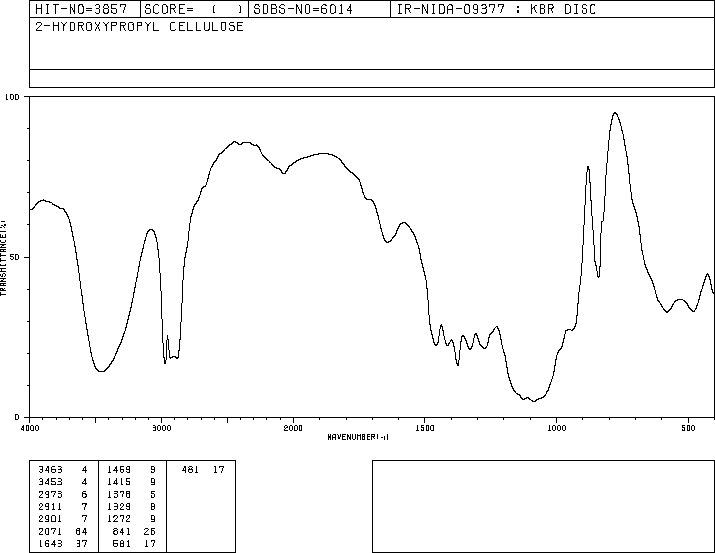 HIT-NO=3857 SCORE= ( ) SDBS-NO=6014 IR-NIDA-09377 : KBR DISC
2-HYDROXYPROPYL CELLULOSE
100
TRANSMITTANCE(%)
50
0
4000 3000 2000 1500 1000 500
WAVENUMBER(-1)
3463 4 1459 9 481 17
3453 4 1415 9
2973 6 1378 5
2911 7 1329 8
2901 7 1272 9
2071 64 841 26
1643 37 581 17